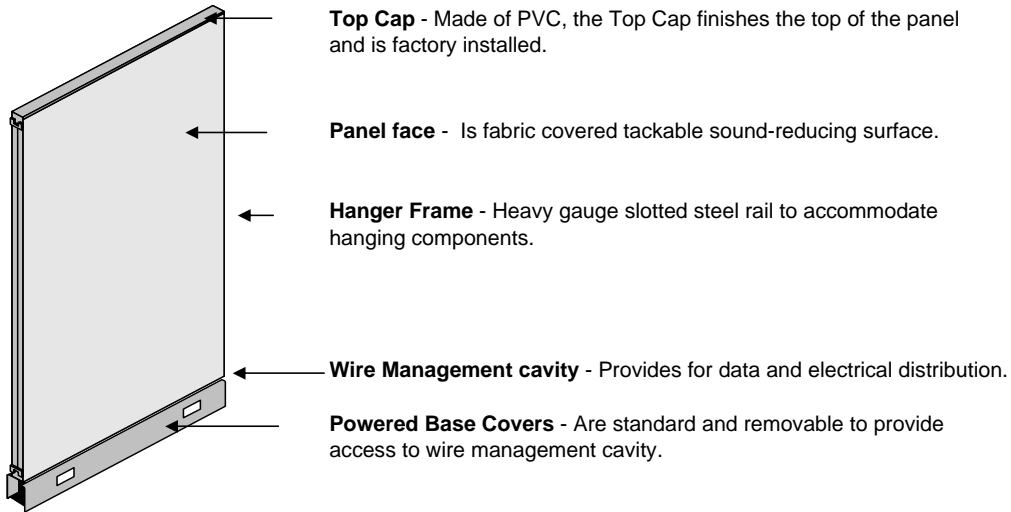 Top Cap - Made of PVC, the Top Cap finishes the top of the panel
and is factory installed.
Panel face - Is fabric covered tackable sound-reducing surface.
Hanger Frame - Heavy gauge slotted steel rail to accommodate
hanging components.
Wire Management cavity - Provides for data and electrical distribution.
Powered Base Covers - Are standard and removable to provide
access to wire management cavity.